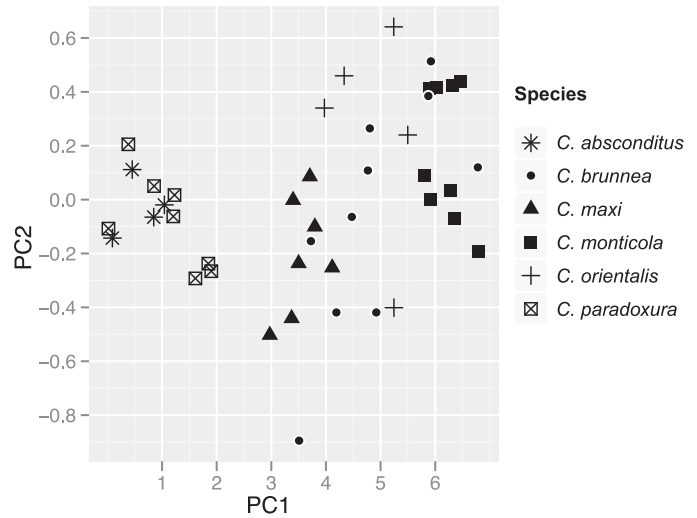 0.6
0.4
0.2
0.0
−0.2
−0.4
−0.6
−0.8
PC2
1 2 3 4 5 6
PC1
Species
C. absconditus
C. brunnea
C. maxi
C. monticola
C. orientalis
C. paradoxura